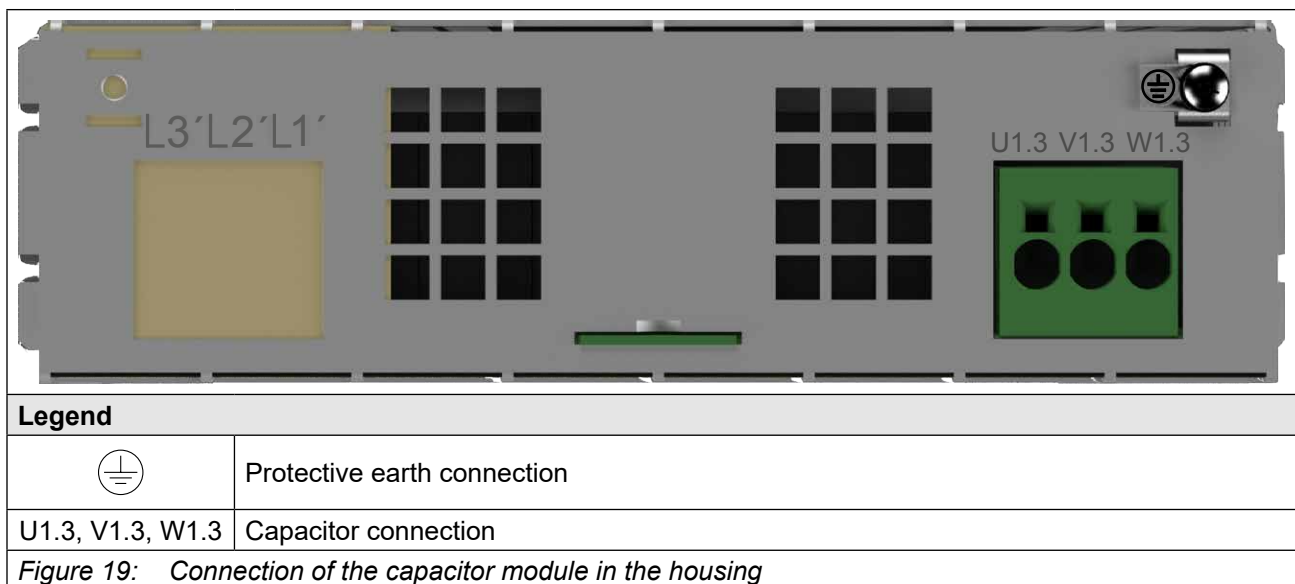 L3´L2´L1´
U1.3 V1.3 W1.3
Legend
Protective earth connection
U1.3, V1.3, W1.3 Capacitor connection
Figure 19: Connection of the capacitor module in the housing